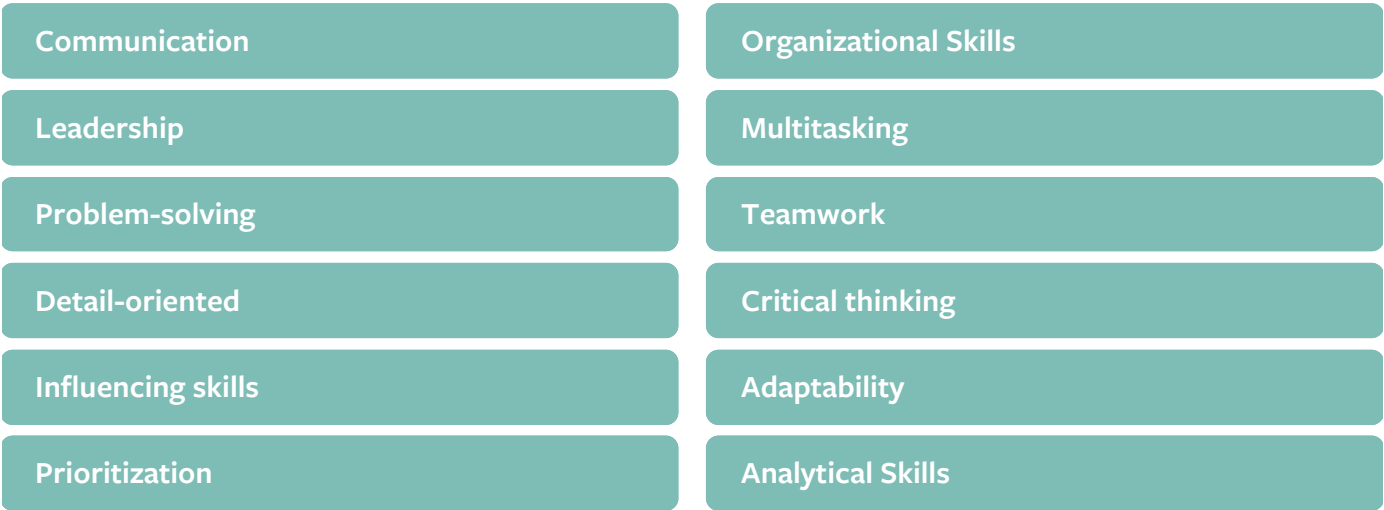 Communication
Organizational Skills
Leadership
Multitasking
Problem-solving
Teamwork
Detail-oriented
Critical thinking
Influencing skills
Adaptability
Prioritization
Analytical Skills